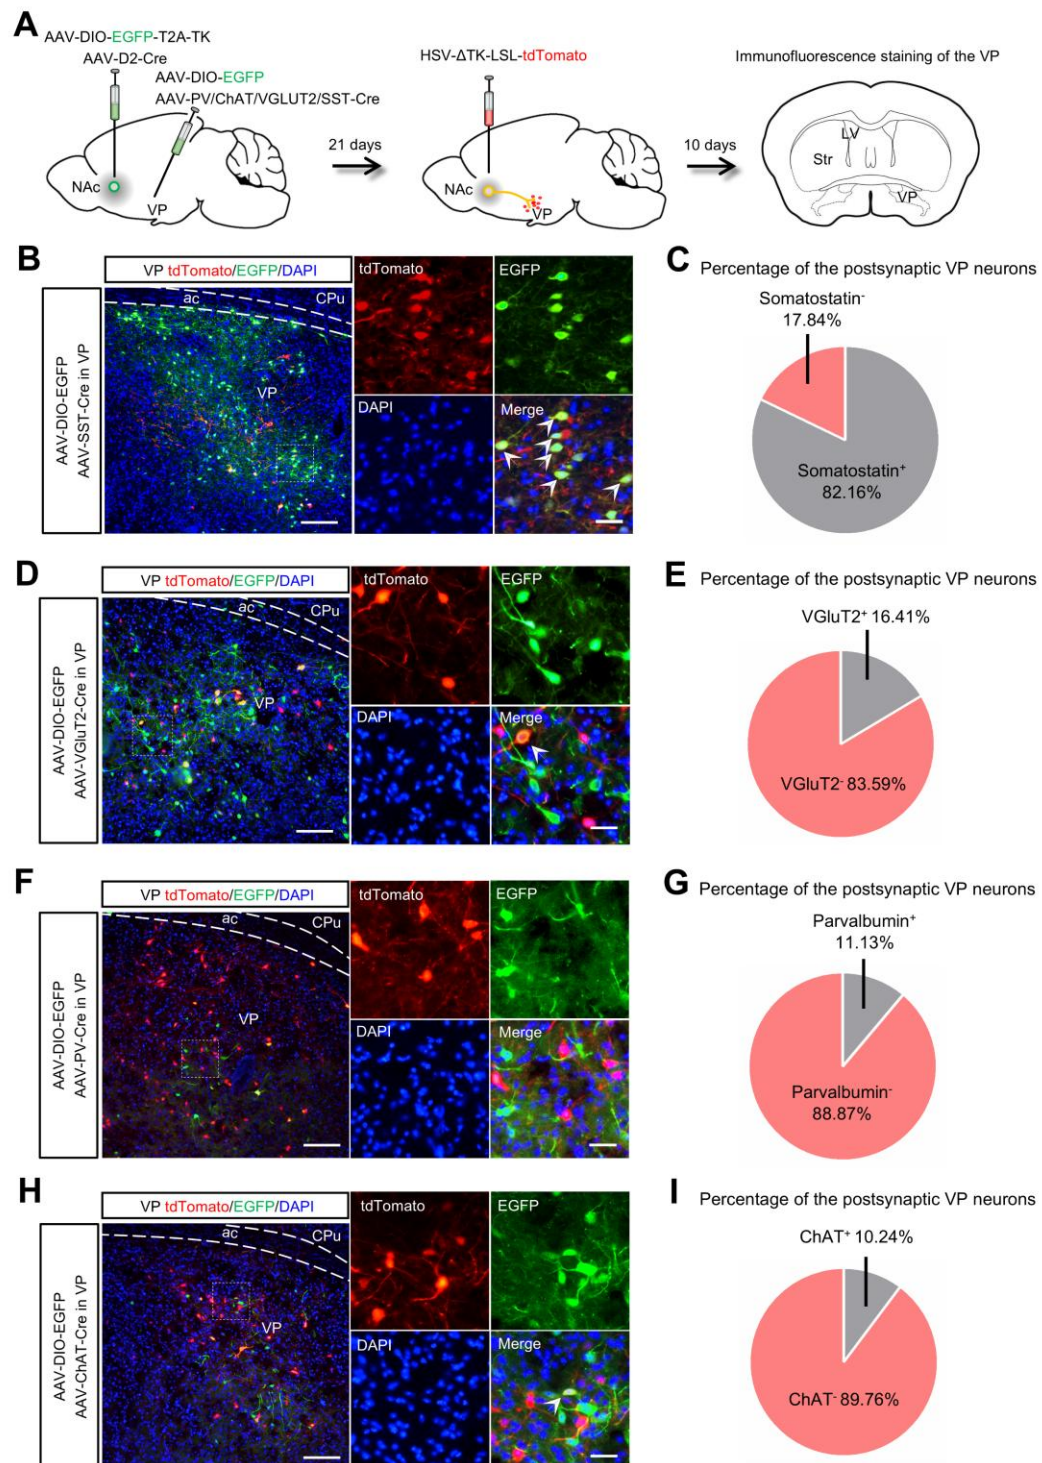 A
AAV-DIO-EGFP-T2A-TK
AAV-D2-Cre
AAV-DIO-EGFP
AAV-PV/ChAT/VGLUT2/SST-Cre
NAc
VP
21 days
HSV-ΔTK-LSL-tdTomato
NAc
VP
10 days
Immunofluorescence staining of the VP
LV
Str
VP
B
AAV-DIO-EGFP
AAV-SST-Cre in VP
VP tdTomato/EGFP/DAPI
ac
CPu
VP
tdTomato
EGFP
DAPI
Merge
C
Percentage of the postsynaptic VP neurons
Somatostatin⁻
17.84%
Somatostatin⁺
82.16%
D
AAV-DIO-EGFP
AAV-VGluT2-Cre in VP
VP tdTomato/EGFP/DAPI
ac
CPu
VP
tdTomato
EGFP
DAPI
Merge
E
Percentage of the postsynaptic VP neurons
VGluT2⁺ 16.41%
VGluT2⁻ 83.59%
F
AAV-DIO-EGFP
AAV-PV-Cre in VP
VP tdTomato/EGFP/DAPI
ac
CPu
VP
tdTomato
EGFP
DAPI
Merge
G
Percentage of the postsynaptic VP neurons
Parvalbumin⁺
11.13%
Parvalbumin⁻
88.87%
H
AAV-DIO-EGFP
AAV-ChAT-Cre in VP
VP tdTomato/EGFP/DAPI
ac
CPu
VP
tdTomato
EGFP
DAPI
Merge
I
Percentage of the postsynaptic VP neurons
ChAT⁺ 10.24%
ChAT⁻ 89.76%